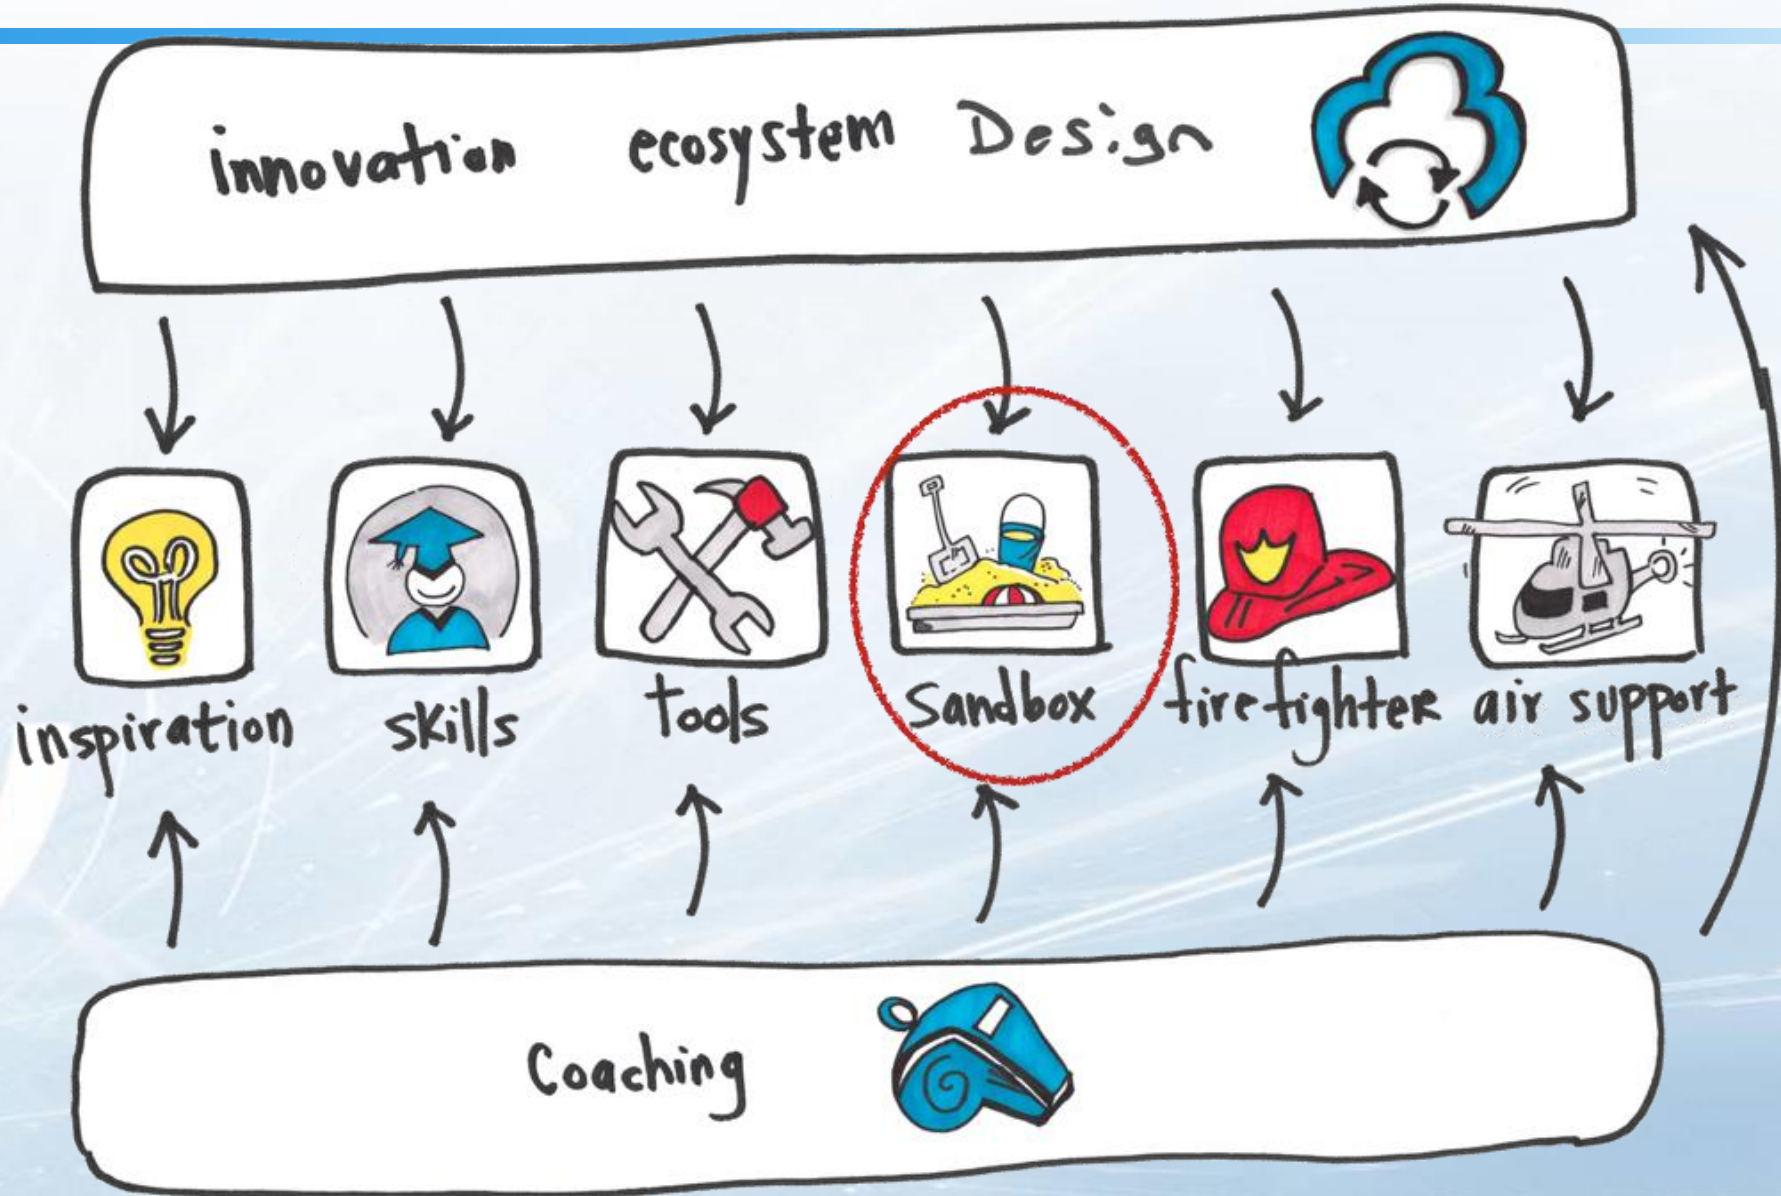 innovation ecosystem Design
inspiration
skills
tools
Sandbox
firefighter
air support
Coaching